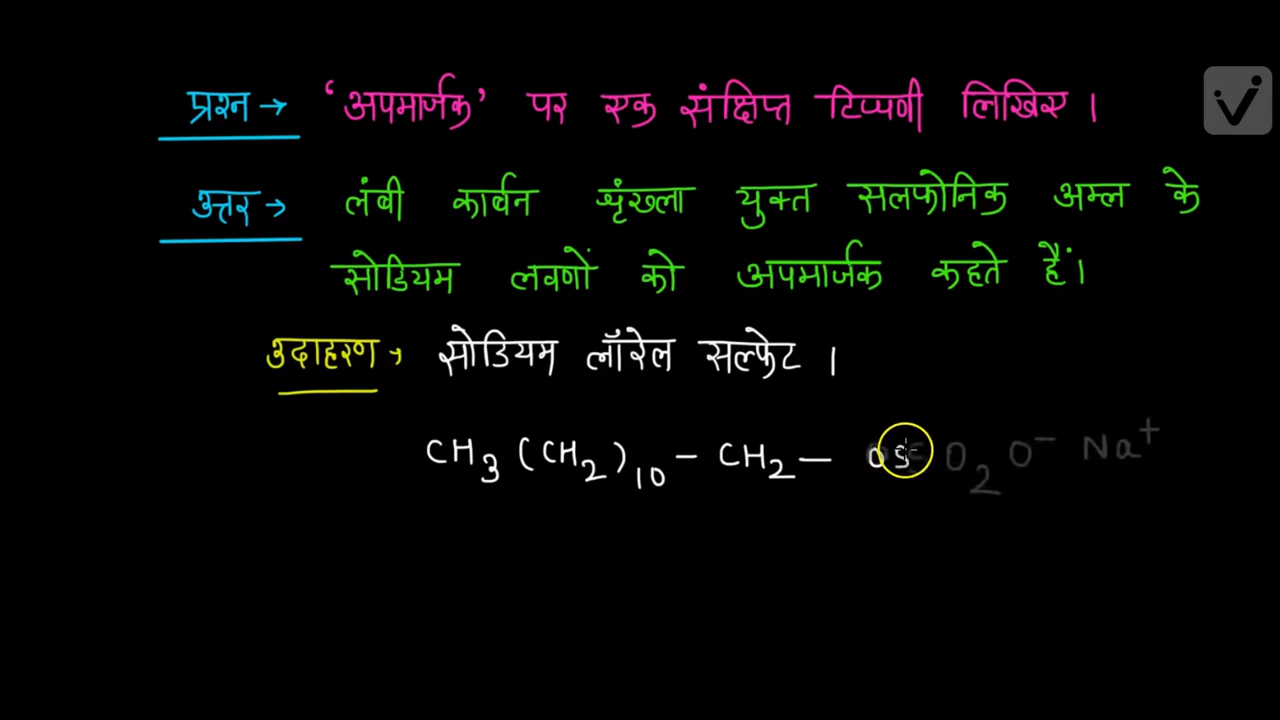 प्रश्न → ‘अपमार्जक’ पर एक संक्षिप्त टिप्पणी लिखिए ।
उत्तर → लंबी कार्बन श्रृंखला युक्त सलफोनिक अम्ल के
सोडियम लवणों को अपमार्जक कहते हैं।
उदाहरण → सोडियम लॉरेल सल्फेट ।
CH₃(CH₂)₁₀ – CH₂ – OSO₂O⁻ Na⁺